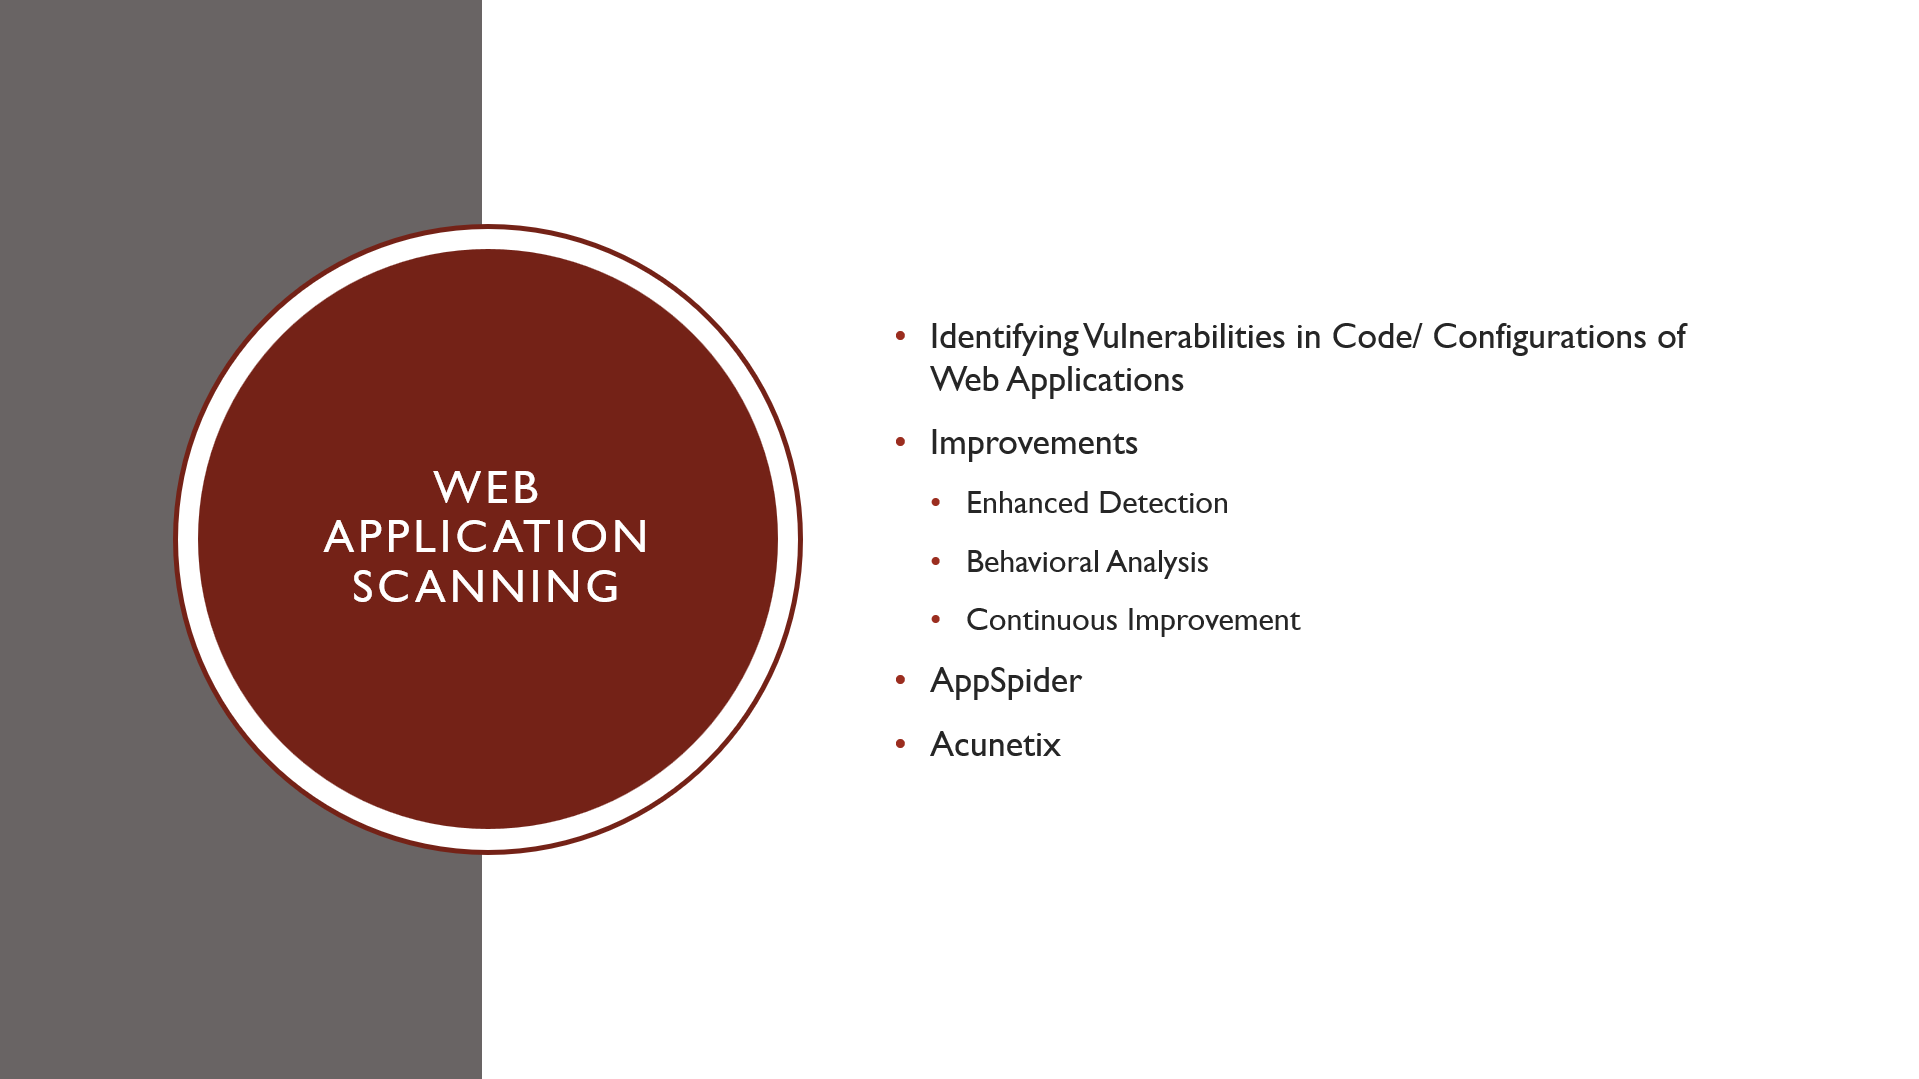 WEB
APPLICATION
SCANNING
• Identifying Vulnerabilities in Code/ Configurations of
Web Applications
• Improvements
• Enhanced Detection
• Behavioral Analysis
• Continuous Improvement
• AppSpider
• Acunetix